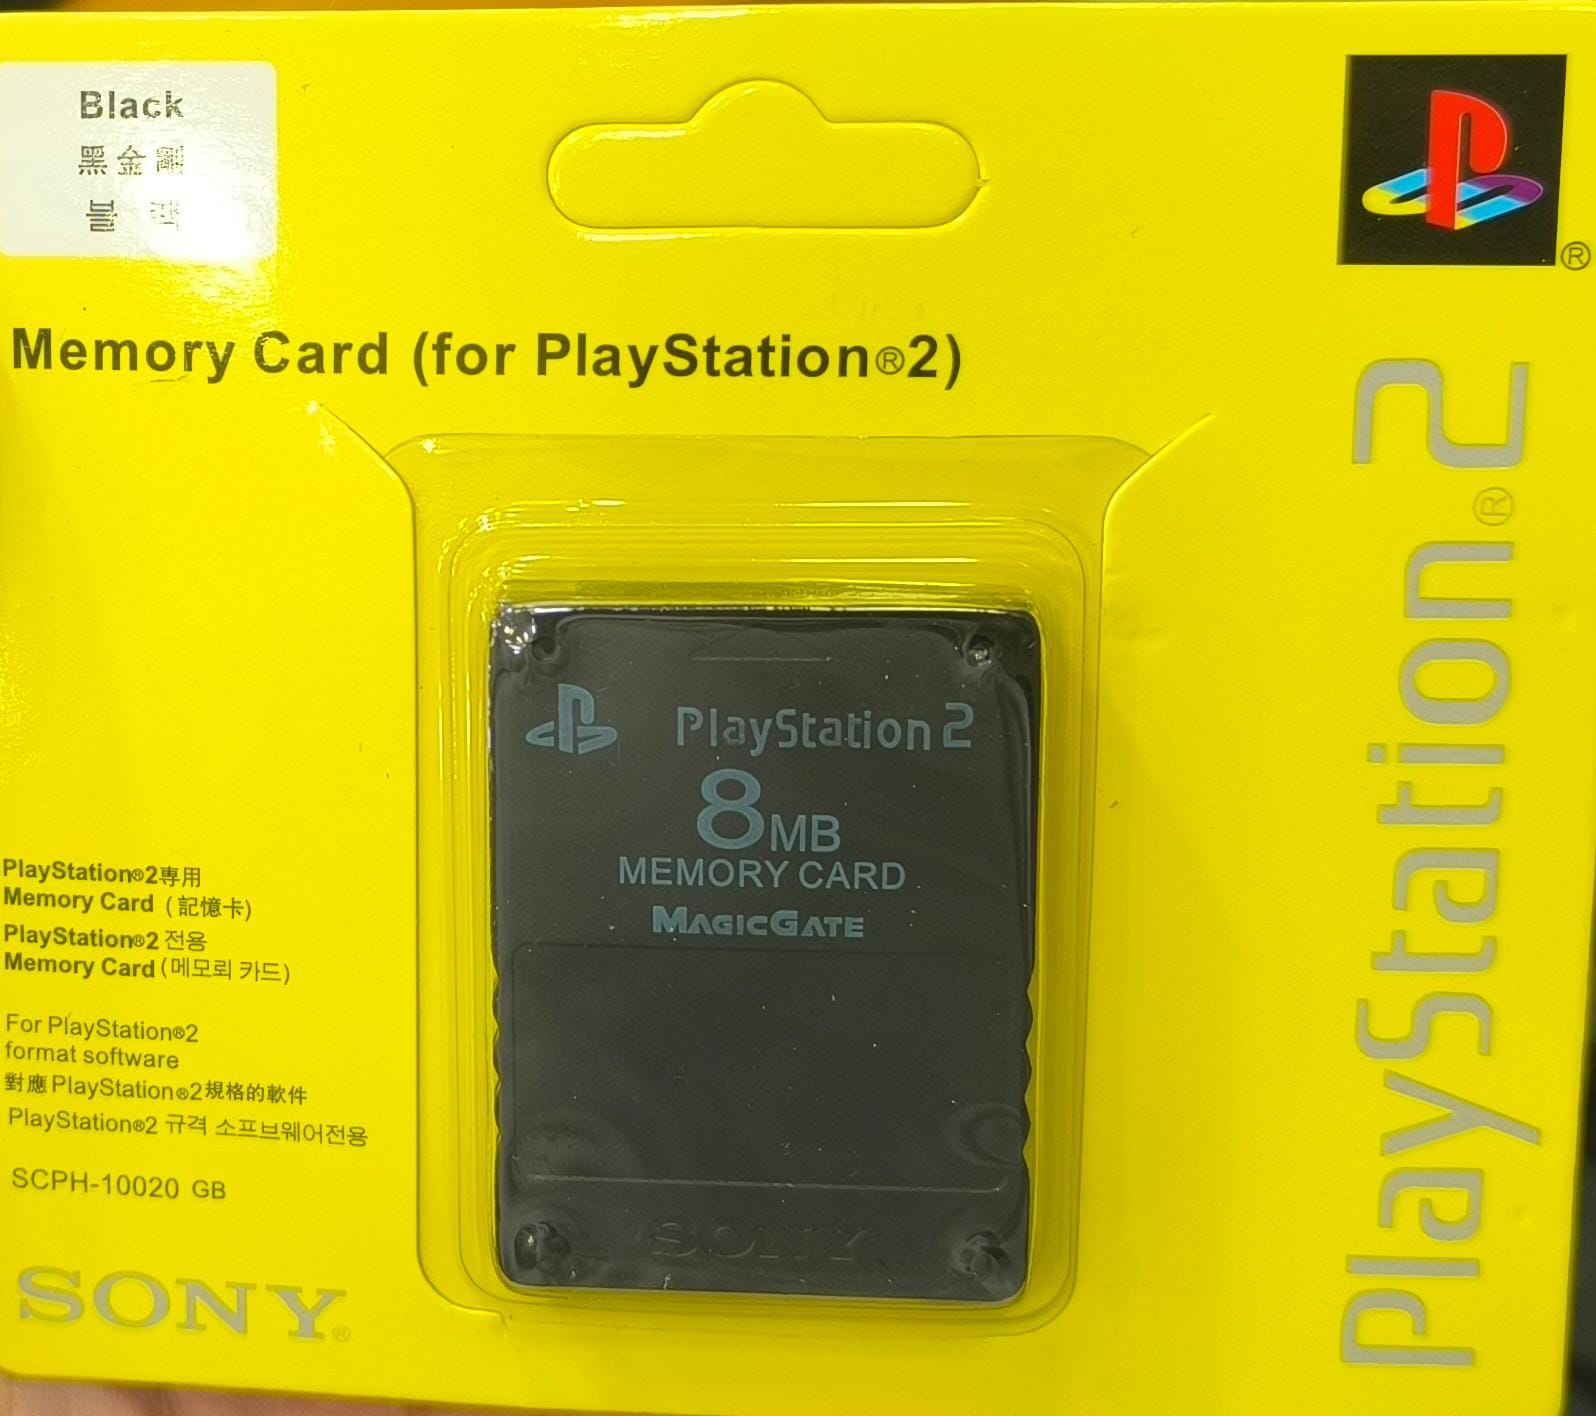 Black
黑金剛
블랙
®
Memory Card (for PlayStation®2)
PlayStation®2
PlayStation 2
8MB
MEMORY CARD
MAGICGATE
SONY
PlayStation®2專用
Memory Card (記憶卡)
PlayStation®2 전용
Memory Card (메모리 카드)
For PlayStation®2
format software
對應PlayStation®2規格的軟件
PlayStation®2 규격 소프브웨어전용
SCPH-10020 GB
SONY®